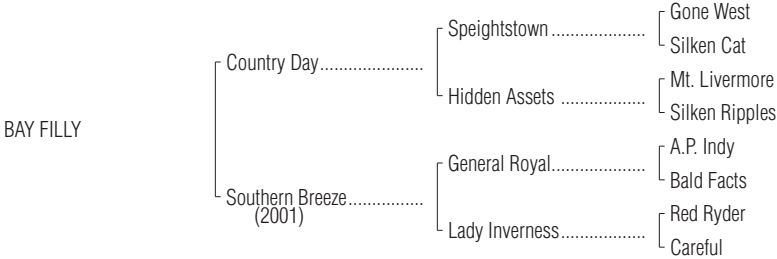 Gone West
Speightstown ....................
Silken Cat
Country Day......................
Mt. Livermore
Hidden Assets ..................
Silken Ripples
BAY FILLY
A.P. Indy
General Royal....................
Bald Facts
Southern Breeze................
(2001)
Red Ryder
Lady Inverness..................
Careful